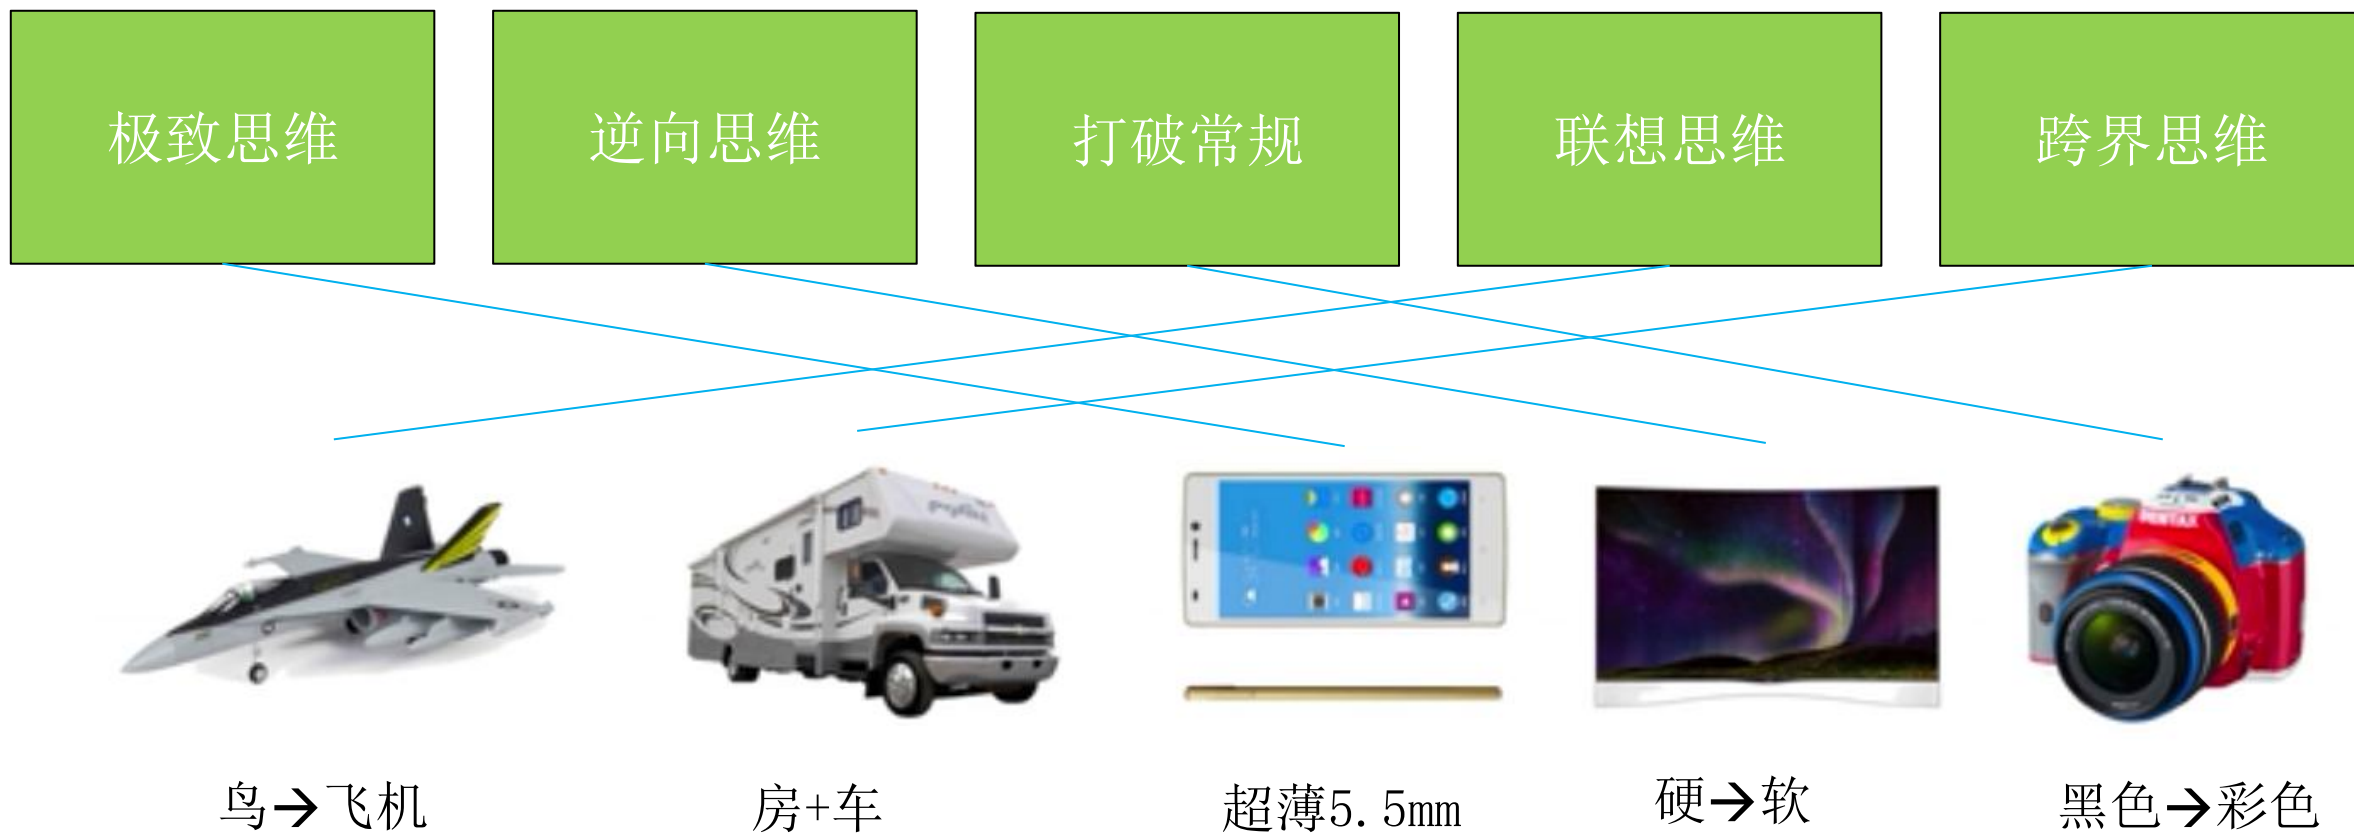 极致思维
逆向思维
打破常规
联想思维
跨界思维
PENTAX
鸟→飞机
房+车
超薄5.5mm
硬→软
黑色→彩色